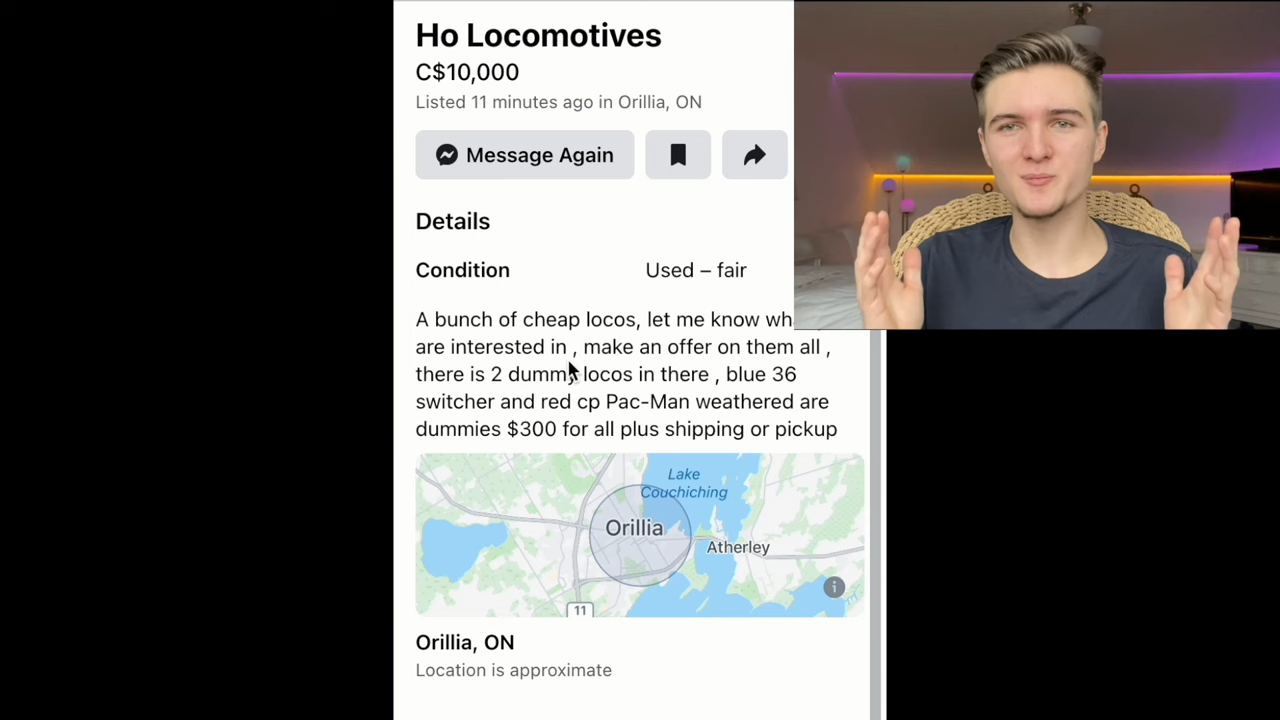 Ho Locomotives
C$10,000
Listed 11 minutes ago in Orillia, ON
Message Again
Details
Condition Used – fair
A bunch of cheap locos, let me know
are interested in , make an offer on them all ,
there is 2 dummy locos in there , blue 36
switcher and red cp Pac-Man weathered are
dummies $300 for all plus shipping or pickup
Lake
Couchiching
Orillia
Atherley
11
Orillia, ON
Location is approximate